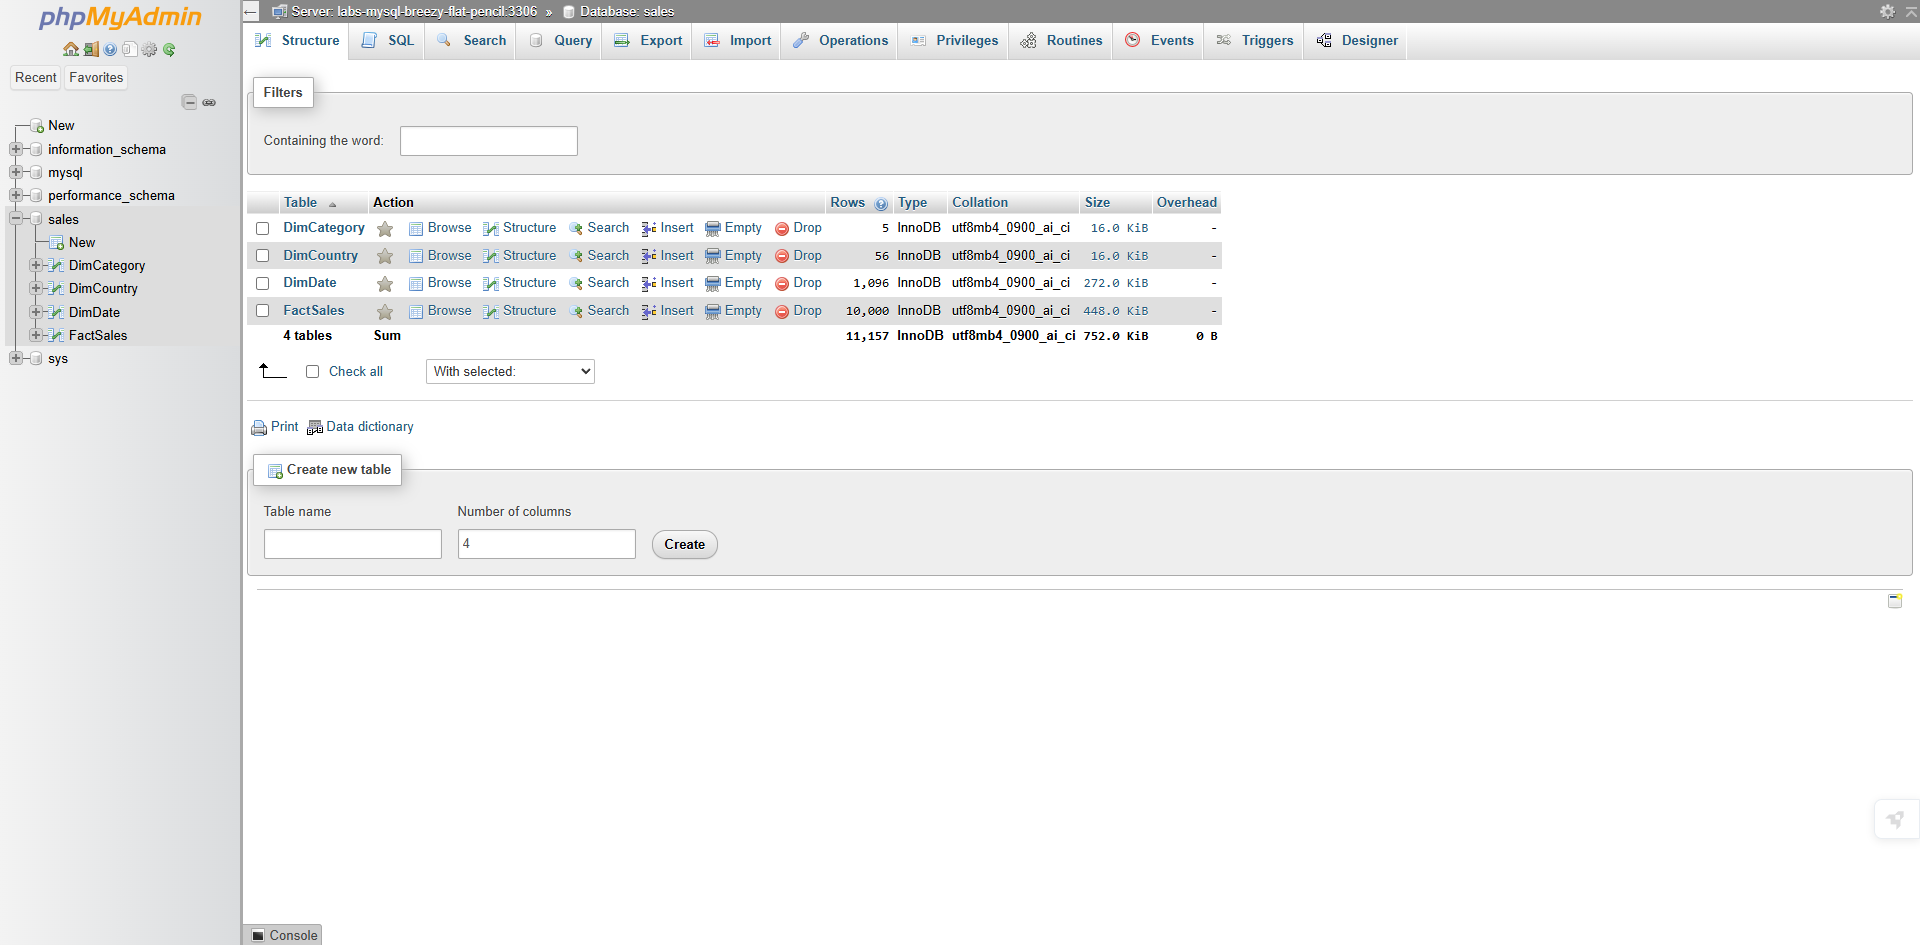 phpMyAdmin
Recent Favorites
New
information_schema
mysql
performance_schema
sales
New
DimCategory
DimCountry
DimDate
FactSales
sys
Server: labs-mysql-breezy-flat-pencil:3306 » Database: sales
Structure SQL Search Query Export Import Operations Privileges Routines Events Triggers Designer
Filters
Containing the word:
Table Action Rows Type Collation Size Overhead
DimCategory Browse Structure Search Insert Empty Drop 5 InnoDB utf8mb4_0900_ai_ci 16.0 KiB -
DimCountry Browse Structure Search Insert Empty Drop 56 InnoDB utf8mb4_0900_ai_ci 16.0 KiB -
DimDate Browse Structure Search Insert Empty Drop 1,096 InnoDB utf8mb4_0900_ai_ci 272.0 KiB -
FactSales Browse Structure Search Insert Empty Drop 10,000 InnoDB utf8mb4_0900_ai_ci 448.0 KiB -
4 tables Sum 11,157 InnoDB utf8mb4_0900_ai_ci 752.0 KiB 0 B
Check all With selected:
Print Data dictionary
Create new table
Table name Number of columns
4 Create
Console